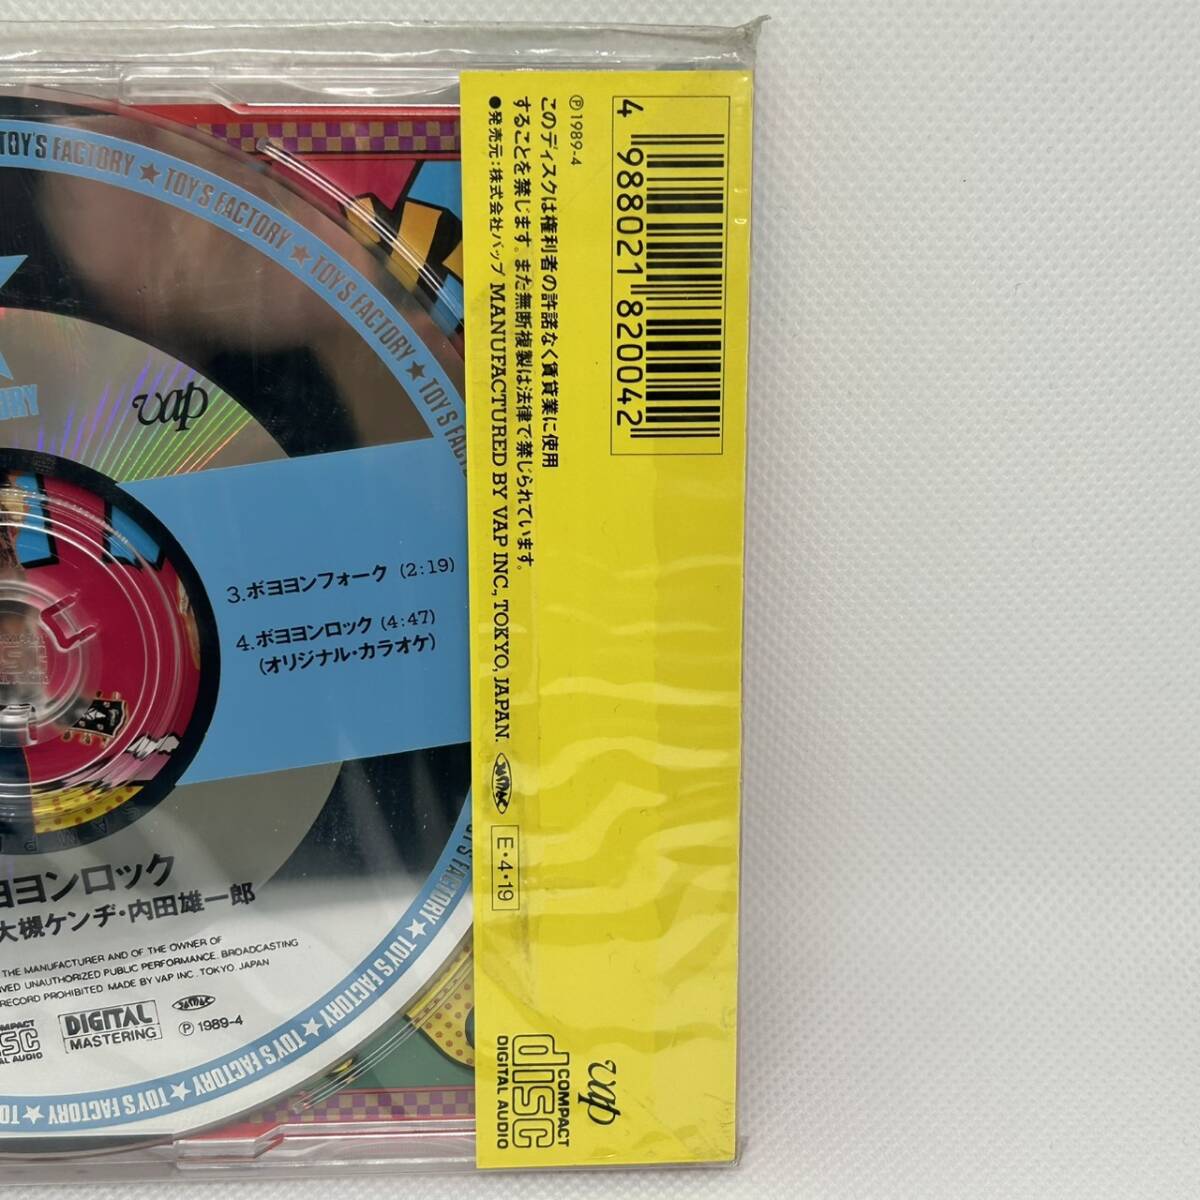 TOY'S FACTORY ★ TOY'S FACTORY ★ TOY'S FACTORY ★ TOY'S FACTORY
vap
3.ボヨヨンフォーク (2:19)
4.ボヨヨンロック (4:47)
(オリジナル・カラオケ)
ヨヨンロック
大槻ケンヂ・内田雄一郎
THE MANUFACTURER AND OF THE OWNER OF
UNAUTHORIZED PUBLIC PERFORMANCE, BROADCASTING
RECORD PROHIBITED MADE BY VAP INC., TOKYO, JAPAN
DIGITAL
MASTERING
Ⓟ1989-4
★ TOY'S FACTORY ★ TOY'S FACTORY ★ TOY'S FACTORY ★
4 988021 820042
Ⓟ1989-4
このディスクは権利者の許諾なく賃貸業に使用
することを禁じます。また無断複製は法律で禁じられています。
●発売元:株式会社バップ MANUFACTURED BY VAP INC., TOKYO, JAPAN.
E・4・19
vap
COMPACT
disc
DIGITAL AUDIO